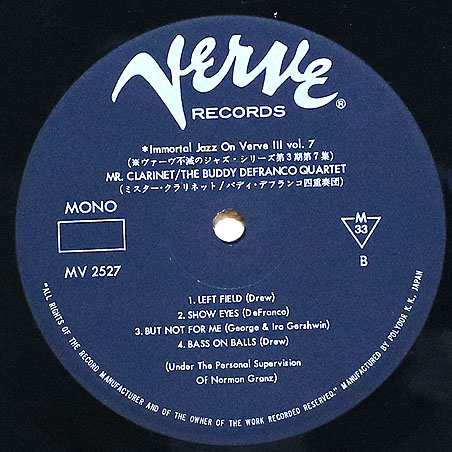 Verve
RECORDS ®
*Immortal Jazz On Verve III vol. 7
(※ヴァーヴ不滅のジャズ・シリーズ第3期第7集)
MR. CLARINET/THE BUDDY DEFRANCO QUARTET
(ミスター・クラリネット/バディ・デフランコ四重奏団)
MONO
MV 2527
M
33
B
1. LEFT FIELD (Drew)
2. SHOW EYES (DeFranco)
3. BUT NOT FOR ME (George & Ira Gershwin)
4. BASS ON BALLS (Drew)
(Under The Personal Supervision
Of Norman Granz)
"ALL RIGHTS OF THE RECORD MANUFACTURER AND OF THE OWNER OF THE WORK RECORDED RESERVED." MANUFACTURED BY POLYDOR K. K., JAPAN